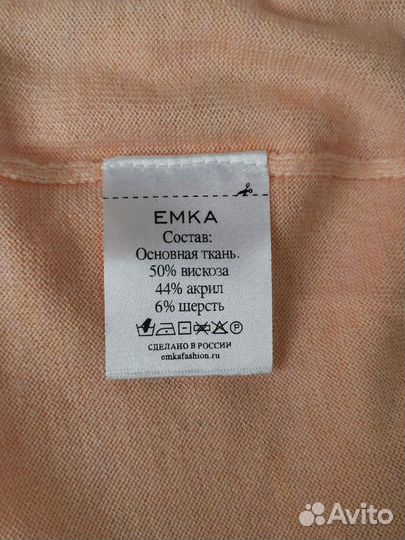 EMKA
Состав:
Основная ткань.
50% вискоза
44% акрил
6% шерсть
СДЕЛАНО В РОССИИ
emkafashion.ru
Avito